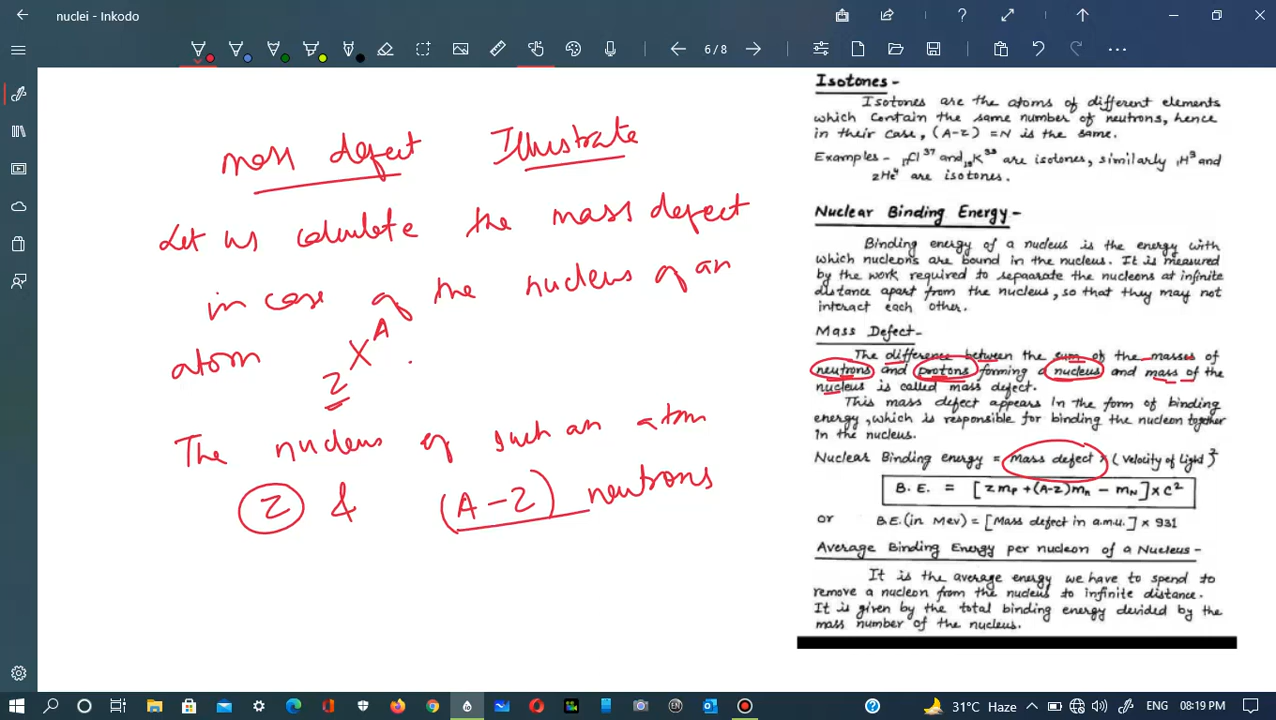 nuclei - Inkodo
6 / 8
mass defect Illustrate
Let us calculate the mass defect
in case of the nucleus of an
atom zXᴬ.
The nucleus of such an atom
Z & (A-Z) neutrons
Isotones -
Isotones are the atoms of different elements
which contain the same number of neutrons, hence
in their case, (A-Z) =N is the same.
Examples - ₁₇Cl³⁷ and ₁₉K³⁹ are isotones, similarly ₁H³ and
₂He⁴ are isotones.
Nuclear Binding Energy -
Binding energy of a nucleus is the energy with
which nucleons are bound in the nucleus. It is measured
by the work required to sepaarate the nucleons at infinite
distance apart from the nucleus, so that they may not
interact each other.
Mass Defect -
The difference between the sum of the masses of
neutrons and protons forming a nucleus and mass of the
nucleus is called mass defect.
This mass defect appears in the form of binding
energy, which is responsible for binding the nucleon together
in the nucleus.
Nuclear Binding energy = Mass defect × (Velocity of Light)²
B. E. = [ZmP +(A-Z)mn - mN] × C²
or B.E.(in Mev) = [Mass defect in a.m.u.] × 931
Average Binding Energy per nucleon of a Nucleus -
It is the average energy we have to spend to
remove a nucleon from the nucleus to infinite distance.
It is given by the total binding energy devided by the
mass number of the nucleus.
31°C Haze ENG 08:19 PM